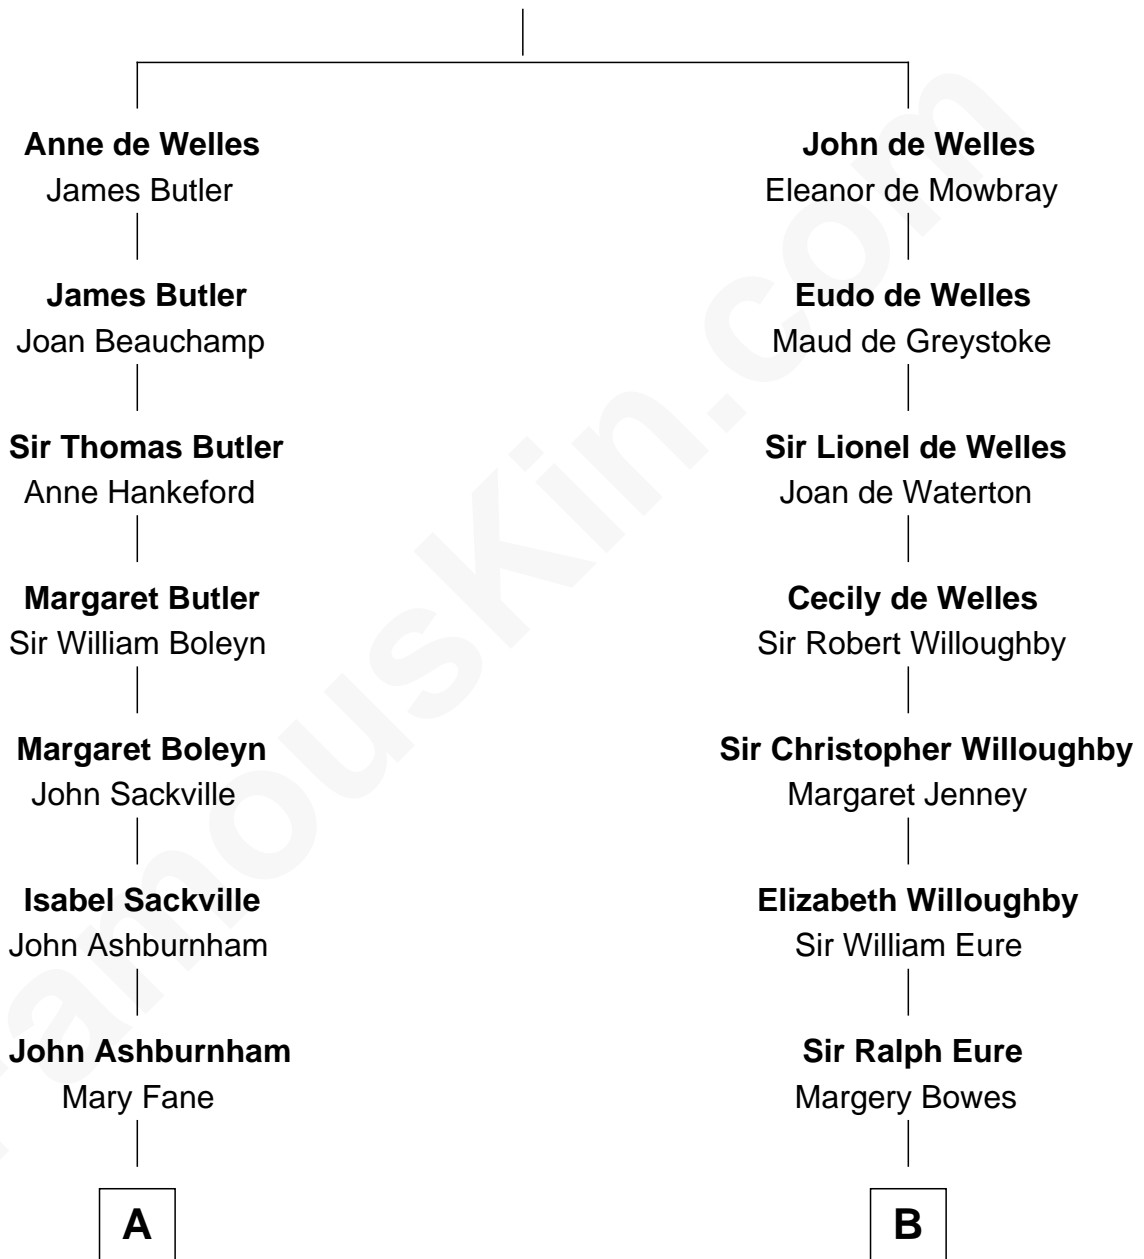 Anne de Welles
James Butler
James Butler
Joan Beauchamp
Sir Thomas Butler
Anne Hankeford
Margaret Butler
Sir William Boleyn
Margaret Boleyn
John Sackville
Isabel Sackville
John Ashburnham
John Ashburnham
Mary Fane
A
John de Welles
Eleanor de Mowbray
Eudo de Welles
Maud de Greystoke
Sir Lionel de Welles
Joan de Waterton
Cecily de Welles
Sir Robert Willoughby
Sir Christopher Willoughby
Margaret Jenney
Elizabeth Willoughby
Sir William Eure
Sir Ralph Eure
Margery Bowes
B
FamousKin.com